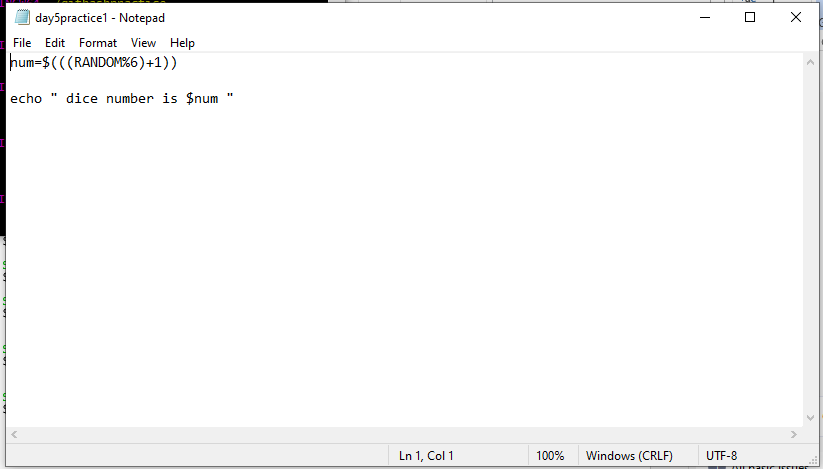 day5practice1 - Notepad
File Edit Format View Help
num=$(((RANDOM%6)+1))
echo " dice number is $num "
Ln 1, Col 1 100% Windows (CRLF) UTF-8